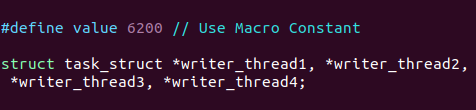 #define value 6200 // Use Macro Constant
struct task_struct *writer_thread1, *writer_thread2,
*writer_thread3, *writer_thread4;